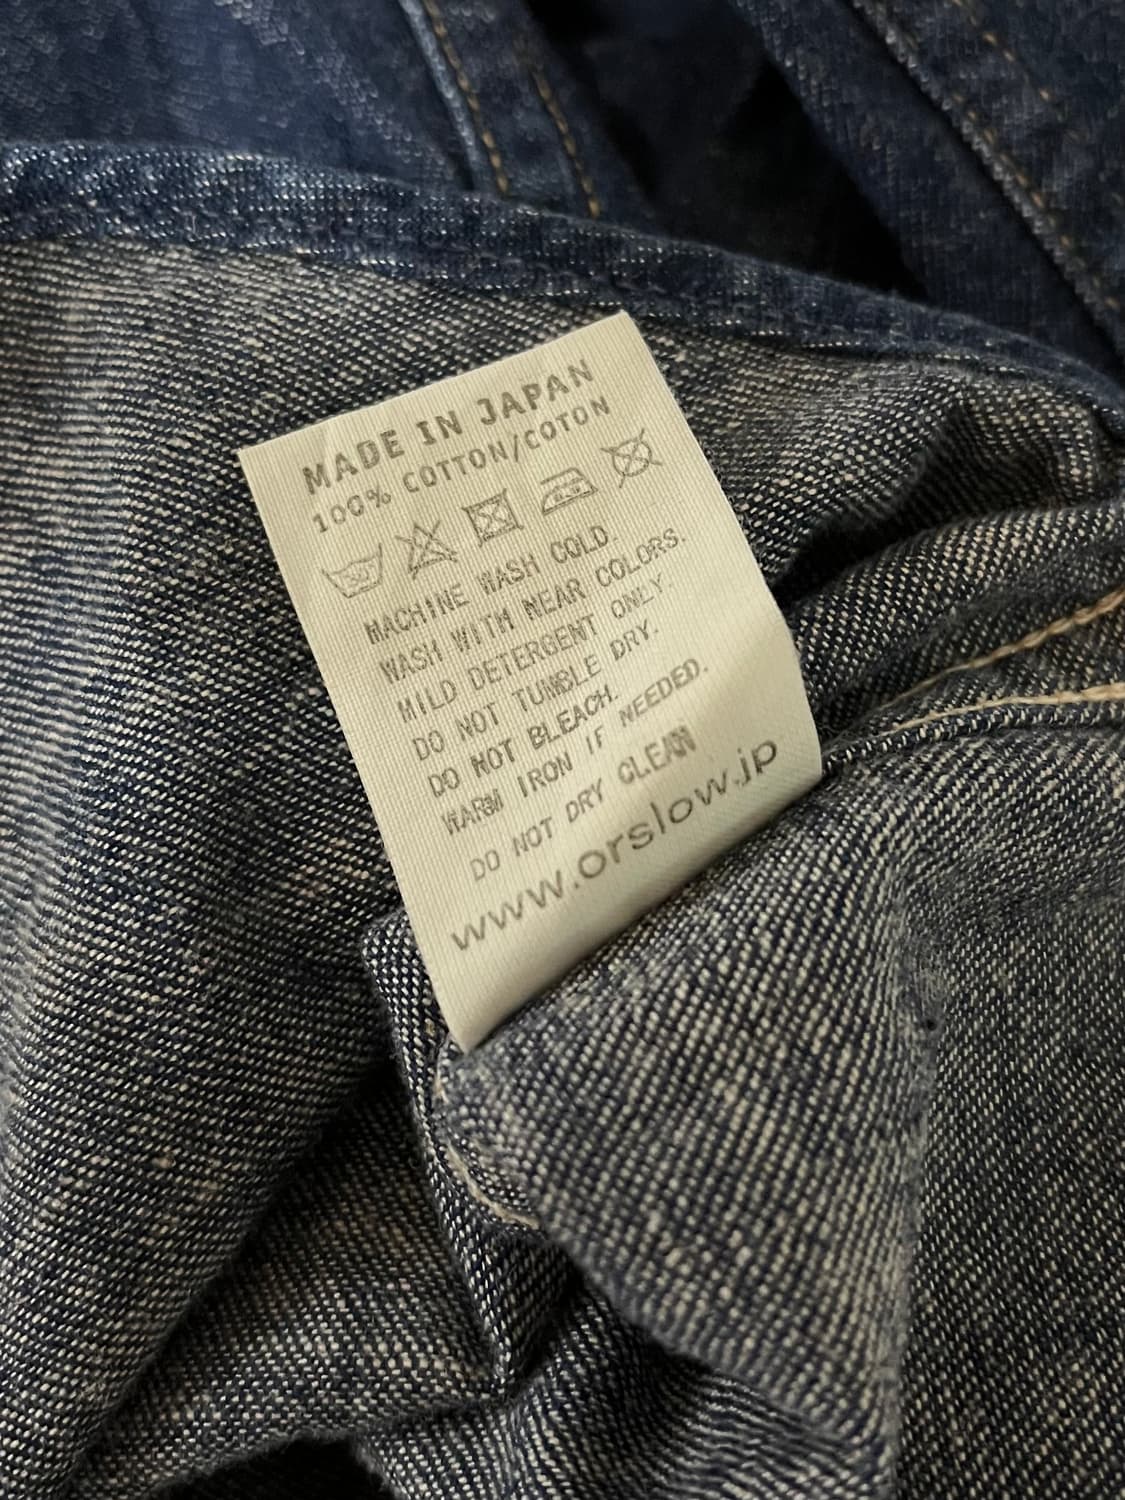 MADE IN JAPAN
100% COTTON/COTON
30
MACHINE WASH COLD.
WASH WITH NEAR COLORS.
MILD DETERGENT ONLY.
DO NOT TUMBLE DRY.
DO NOT BLEACH.
WARM IRON IF NEEDED.
DO NOT DRY CLEAN
www.orslow.jp